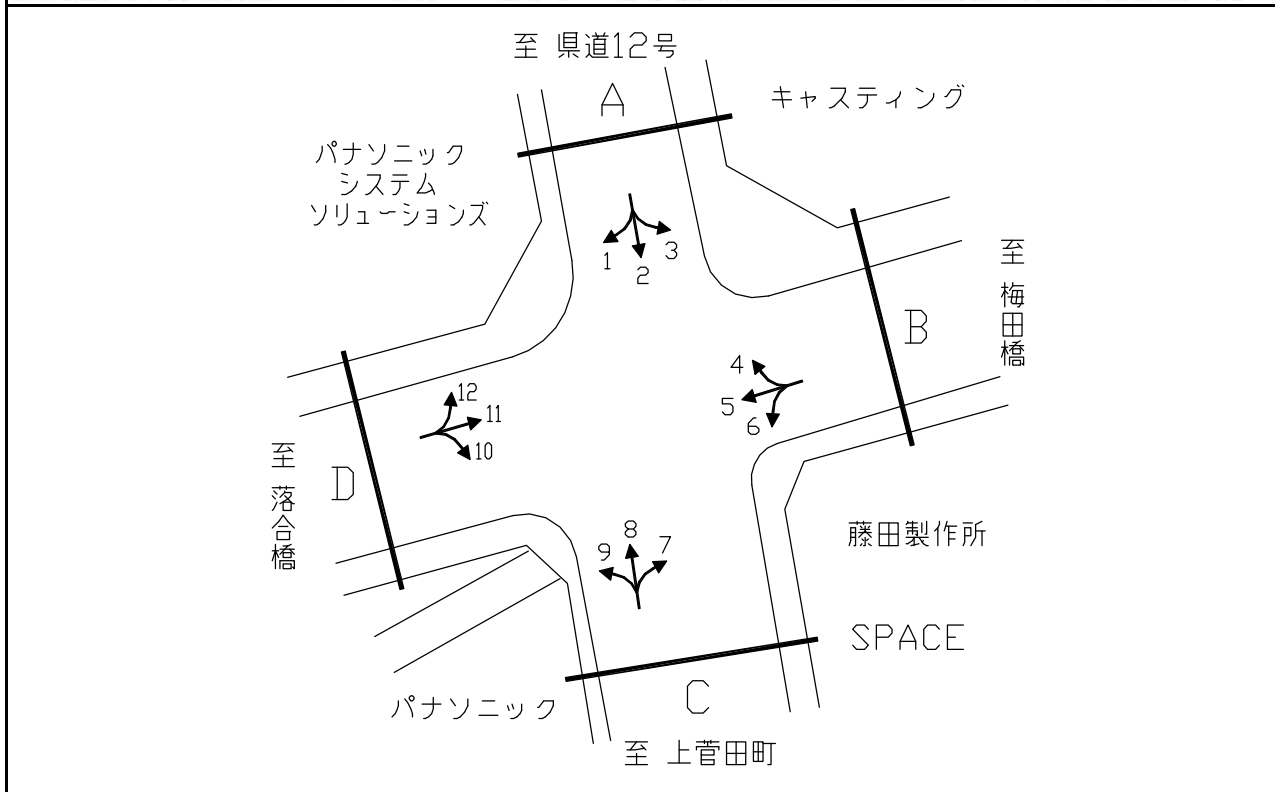 至 県道12号
A
キャスティング
パナソニック
システム
ソリューションズ
1
2
3
至 梅田橋
B
4
5
6
12
11
10
至 落合橋
D
9
8
7
藤田製作所
SPACE
パナソニック
C
至 上菅田町